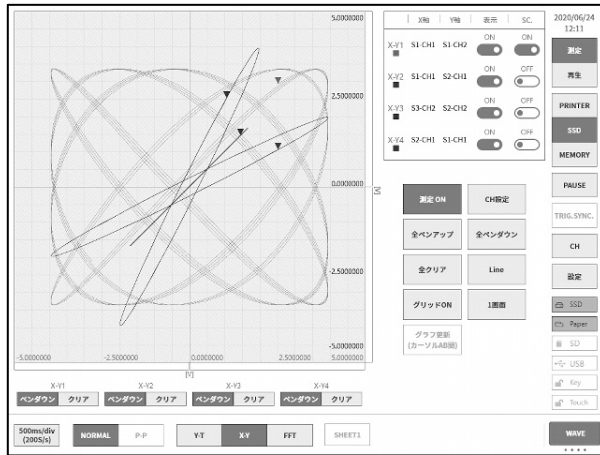 5.0000000
2.5000000
0.0000000
-2.5000000
-5.0000000
[V]
-5.0000000 -2.5000000 0.0000000 2.5000000 5.0000000
[V]
X-Y1 X-Y2 X-Y3 X-Y4
ペンダウン クリア ペンダウン クリア ペンダウン クリア ペンダウン クリア
X軸 Y軸 表示 SC.
X-Y1 S1-CH1 S1-CH2 ON ON
X-Y2 S1-CH1 S2-CH1 ON OFF
X-Y3 S3-CH2 S2-CH2 ON OFF
X-Y4 S2-CH1 S1-CH1 ON OFF
測定 ON CH設定
全ペンアップ 全ペンダウン
全クリア Line
グリッドON 1画面
グラフ更新
(カーソルAB間)
2020/06/24
12:11
測定
再生
PRINTER
SSD
MEMORY
PAUSE
TRIG.SYNC.
CH
設定
SSD
Paper
SD
USB
Key
Touch
500ms/div
(200S/s)
NORMAL P-P
Y-T X-Y FFT
SHEET1
WAVE